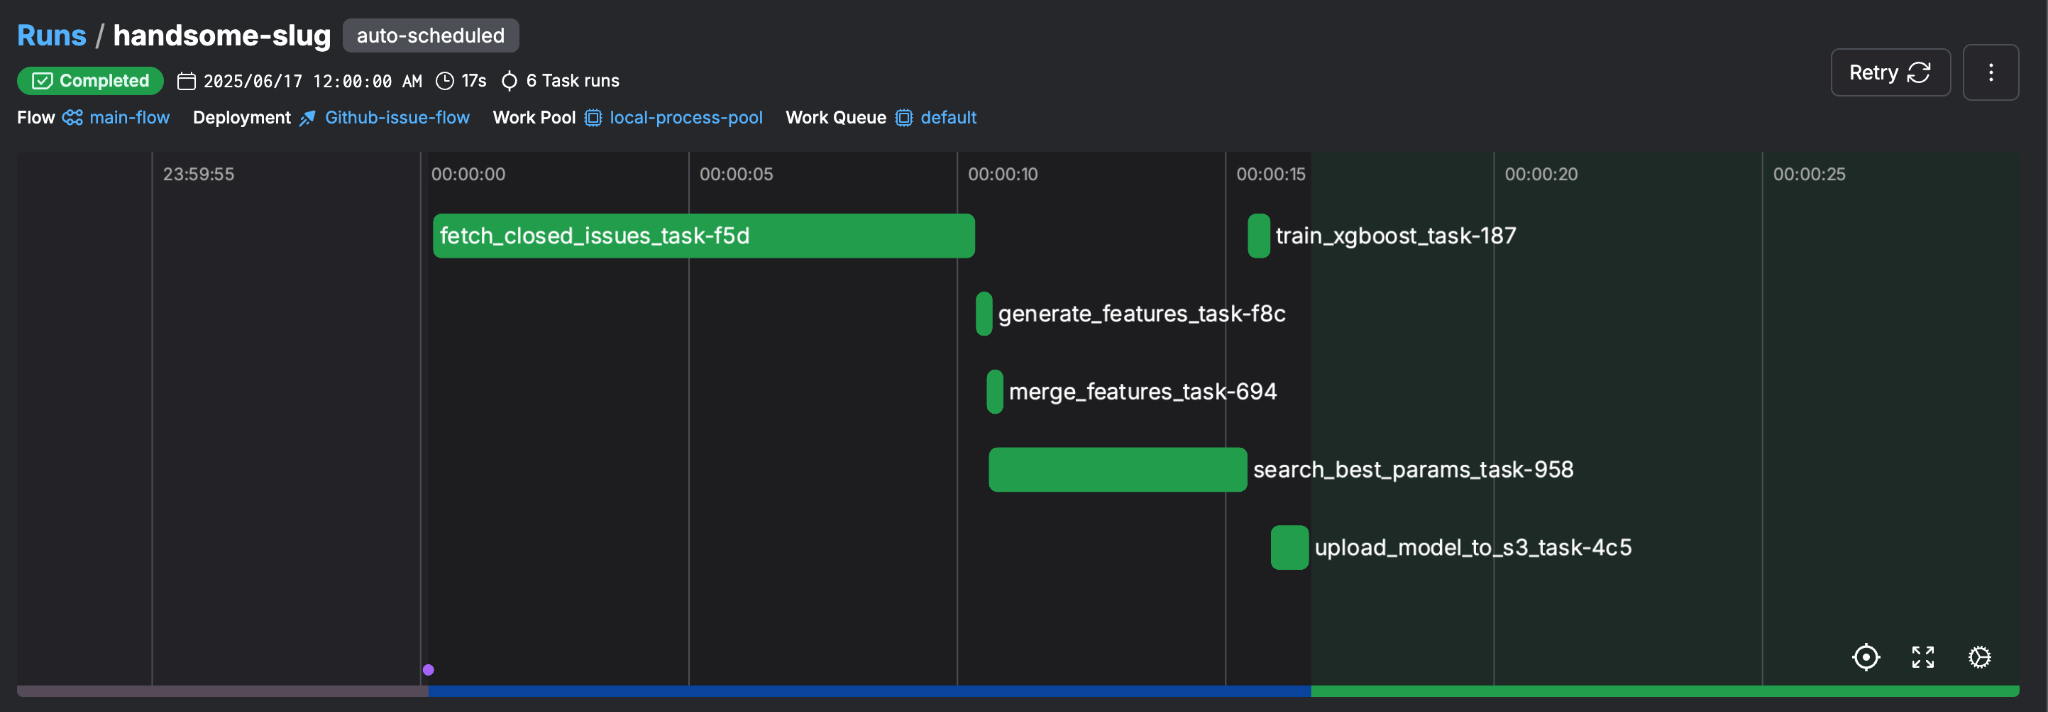 Runs / handsome-slug auto-scheduled
Completed 2025/06/17 12:00:00 AM 17s 6 Task runs
Retry
Flow main-flow Deployment Github-issue-flow Work Pool local-process-pool Work Queue default
23:59:55 00:00:00 00:00:05 00:00:10 00:00:15 00:00:20 00:00:25
fetch_closed_issues_task-f5d train_xgboost_task-187
generate_features_task-f8c
merge_features_task-694
search_best_params_task-958
upload_model_to_s3_task-4c5